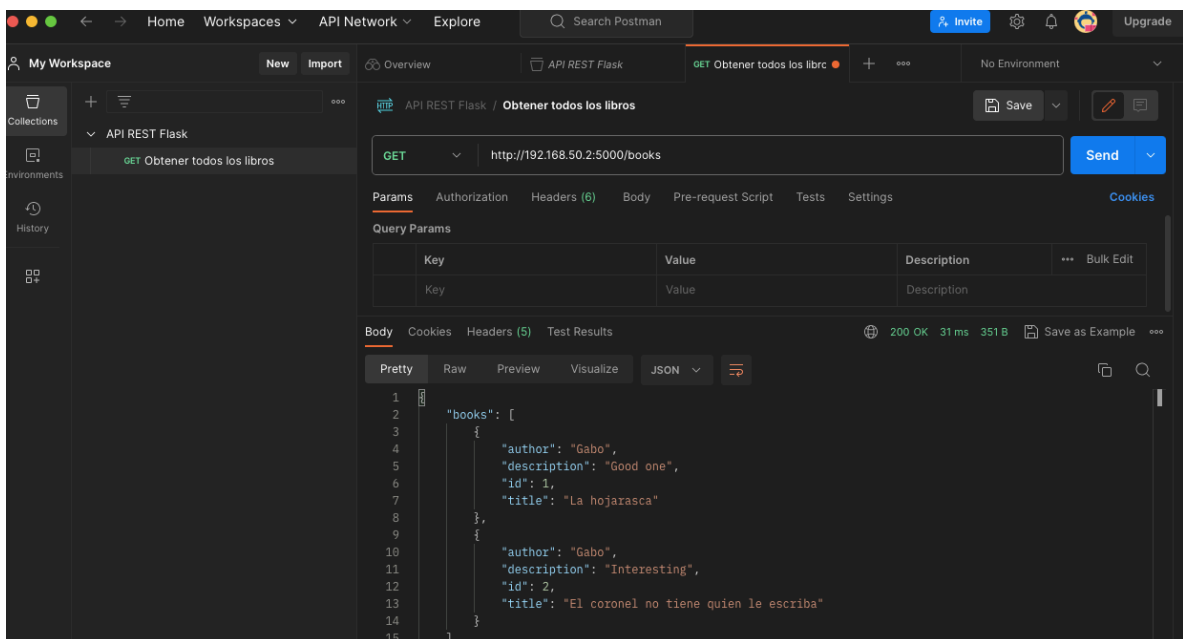 Home Workspaces API Network Explore Search Postman Invite Upgrade
My Workspace New Import Overview API REST Flask GET Obtener todos los libro No Environment
Collections
API REST Flask / Obtener todos los libros Save
API REST Flask
GET Obtener todos los libros
Environments
History
GET http://192.168.50.2:5000/books Send
Params Authorization Headers (6) Body Pre-request Script Tests Settings Cookies
Query Params
Key Value Description Bulk Edit
Key Value Description
Body Cookies Headers (5) Test Results 200 OK 31 ms 351 B Save as Example
Pretty Raw Preview Visualize JSON
1 {
2 "books": [
3 {
4 "author": "Gabo",
5 "description": "Good one",
6 "id": 1,
7 "title": "La hojarasca"
8 },
9 {
10 "author": "Gabo",
11 "description": "Interesting",
12 "id": 2,
13 "title": "El coronel no tiene quien le escriba"
14 }
15 ]